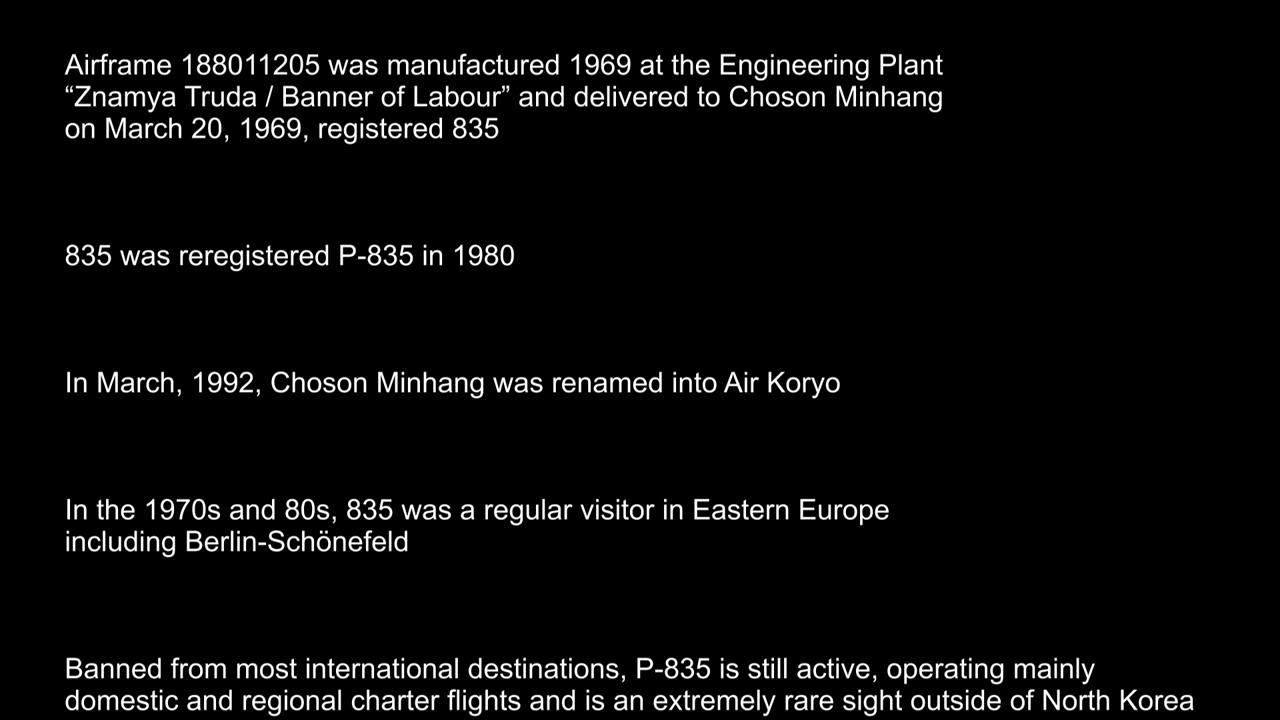 Airframe 188011205 was manufactured 1969 at the Engineering Plant
“Znamya Truda / Banner of Labour” and delivered to Choson Minhang
on March 20, 1969, registered 835
835 was reregistered P-835 in 1980
In March, 1992, Choson Minhang was renamed into Air Koryo
In the 1970s and 80s, 835 was a regular visitor in Eastern Europe
including Berlin-Schönefeld
Banned from most international destinations, P-835 is still active, operating mainly
domestic and regional charter flights and is an extremely rare sight outside of North Korea